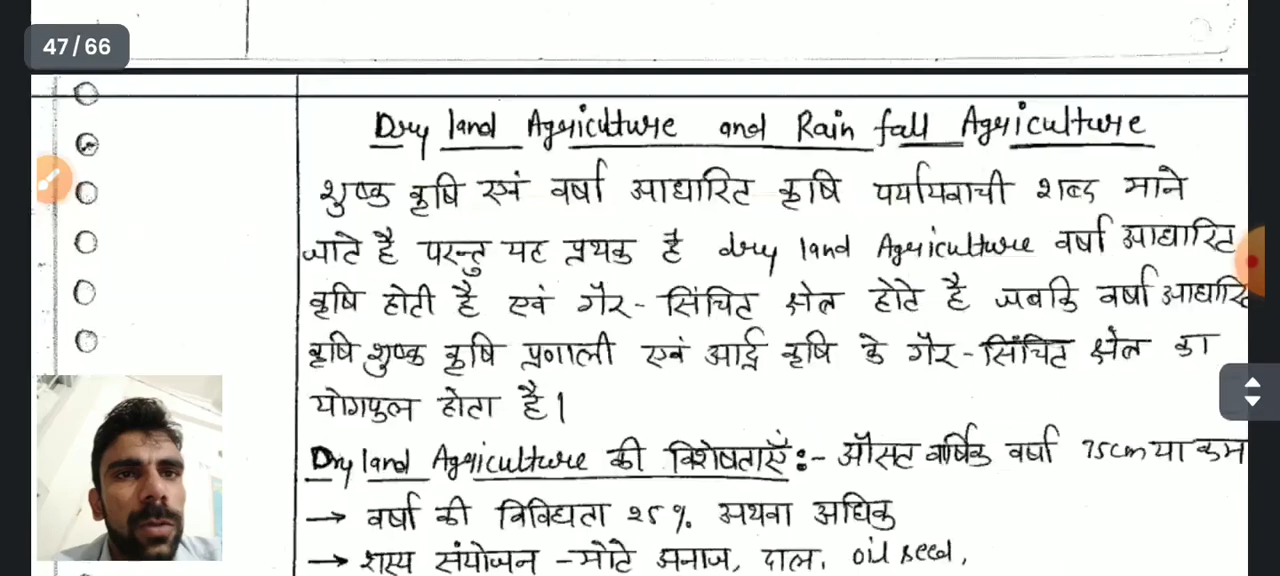 47/66
Dry land Agriculture and Rain fall Agriculture
शुष्क कृषि एवं वर्षा आधारित कृषि पर्यायवाची शब्द माने
जाते है परन्तु यह प्रथक है dry land Agriculture वर्षा आधारित
कृषि होती है एवं गैर-सिंचित क्षेत्र होते है जबकि वर्षा आधारित
कृषि शुष्क कृषि प्रणाली एवं आर्द्र कृषि के गैर-सिंचित क्षेत्र का
योगफल होता है।
Dry land Agriculture की विशेषताएँ:- औसत वर्षिक वर्षा 75cm या कम
→ वर्षा की विविधता 25% अथवा अधिक
→ शस्य संयोजन -मोटे अनाज, दाल, oil seed,